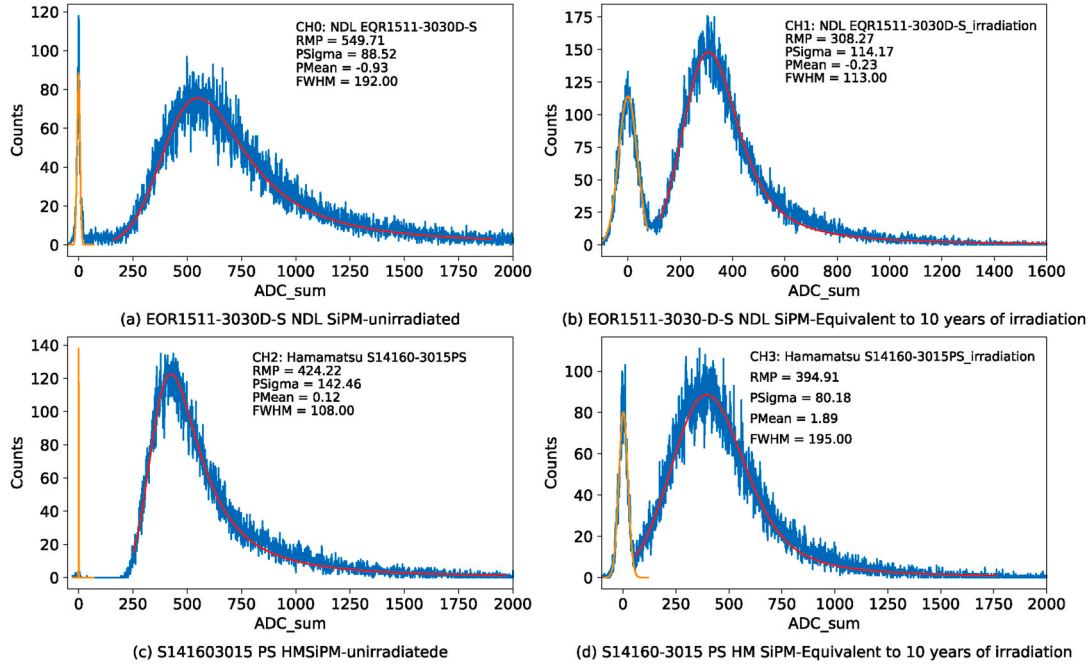 120
100
80
60
40
20
0
Counts
CH0: NDL EQR1511-3030D-S
RMP = 549.71
PSigma = 88.52
PMean = -0.93
FWHM = 192.00
0 250 500 750 1000 1250 1500 1750 2000
ADC_sum
(a) EOR1511-3030D-S NDL SiPM-unirradiated
175
150
125
100
75
50
25
0
Counts
CH1: NDL EQR1511-3030D-S_irradiation
RMP = 308.27
PSigma = 114.17
PMean = -0.23
FWHM = 113.00
0 200 400 600 800 1000 1200 1400 1600
ADC_sum
(b) EOR1511-3030-D-S NDL SiPM-Equivalent to 10 years of irradiation
140
120
100
80
60
40
20
0
Counts
CH2: Hamamatsu S14160-3015PS
RMP = 424.22
PSigma = 142.46
PMean = 0.12
FWHM = 108.00
0 250 500 750 1000 1250 1500 1750 2000
ADC_sum
(c) S141603015 PS HMSiPM-unirradiatede
100
80
60
40
20
0
Counts
CH3: Hamamatsu S14160-3015PS_irradiation
RMP = 394.91
PSigma = 80.18
PMean = 1.89
FWHM = 195.00
0 250 500 750 1000 1250 1500 1750 2000
ADC_sum
(d) S14160-3015 PS HM SiPM-Equivalent to 10 years of irradiation